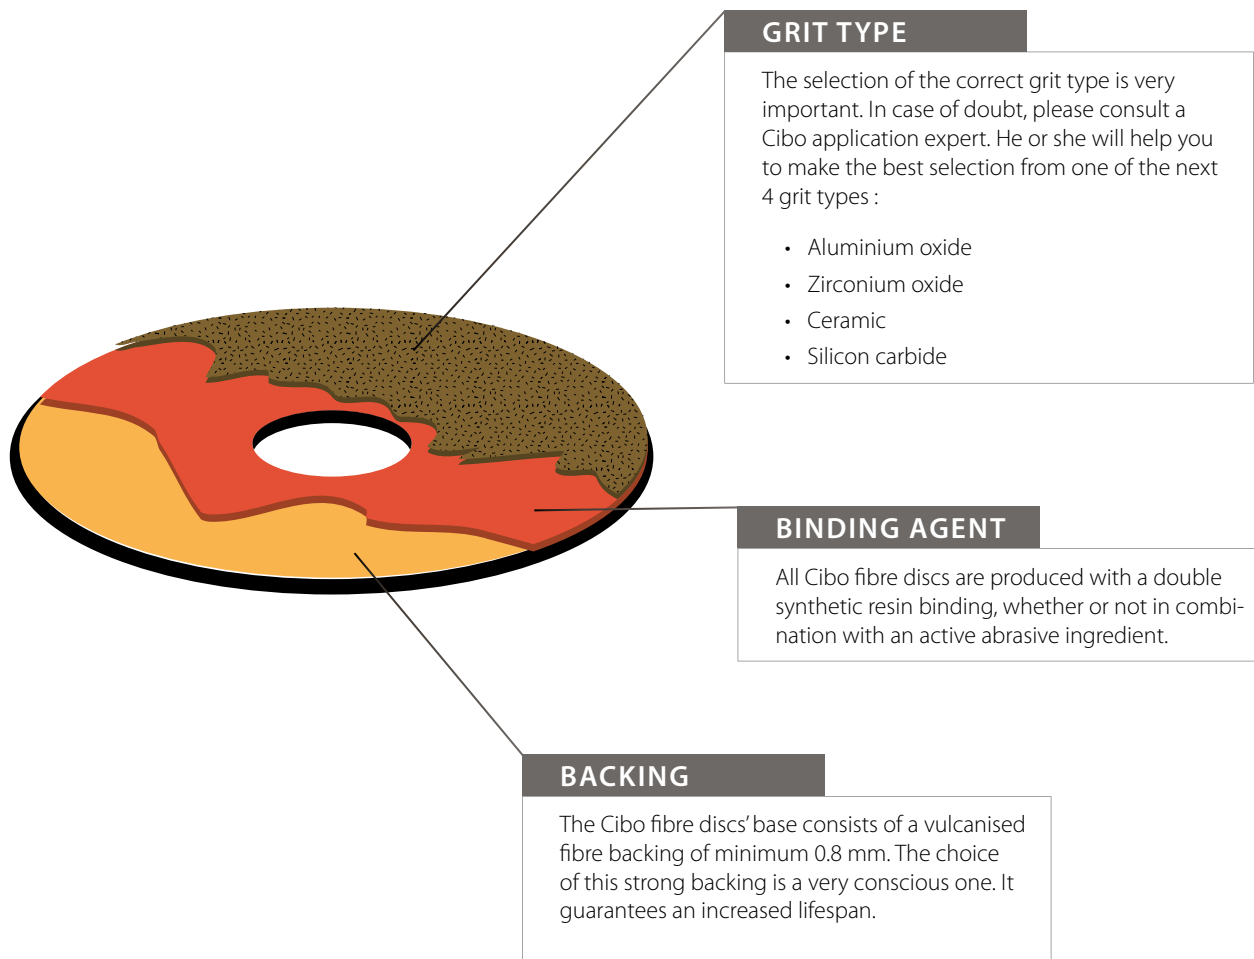 GRIT TYPE
The selection of the correct grit type is very
important. In case of doubt, please consult a
Cibo application expert. He or she will help you
to make the best selection from one of the next
4 grit types :
• Aluminium oxide
• Zirconium oxide
• Ceramic
• Silicon carbide
BINDING AGENT
All Cibo fibre discs are produced with a double
synthetic resin binding, whether or not in combi-
nation with an active abrasive ingredient.
BACKING
The Cibo fibre discs’ base consists of a vulcanised
fibre backing of minimum 0.8 mm. The choice
of this strong backing is a very conscious one. It
guarantees an increased lifespan.